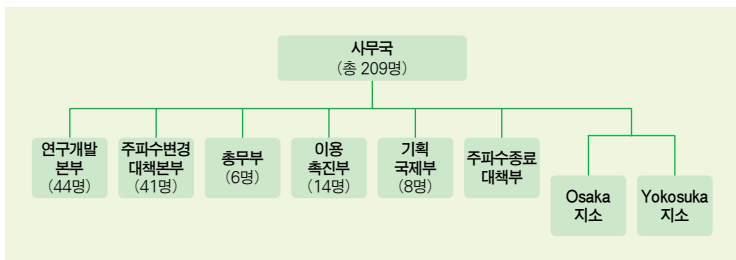 사무국
(총 209명)
연구개발
본부
(44명)
주파수변경
대책본부
(41명)
총무부
(6명)
이용
촉진부
(14명)
기획
국제부
(8명)
주파수종료
대책부
Osaka
지소
Yokosuka
지소